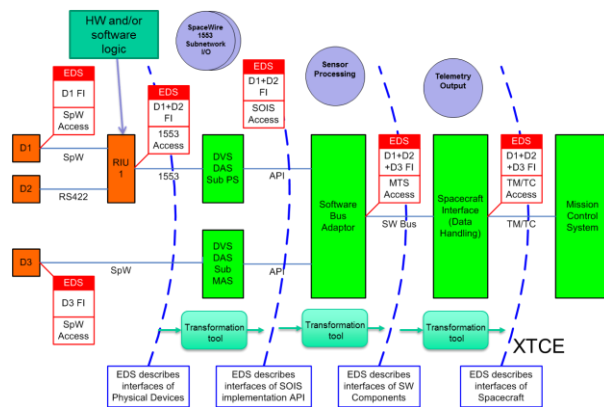 HW and/or
software
logic
SpaceWire
1553
Subnetwork
I/O
Sensor
Processing
Telemetry
Output
EDS
D1 FI
SpW
Access
EDS
D1+D2
FI
1553
Access
EDS
D1+D2
FI
SOIS
Access
EDS
D1+D2
+D3 FI
MTS
Access
EDS
D1+D2
+D3 FI
TM/TC
Access
D1
SpW
D2
RS422
RIU
1
1553
DVS
DAS
Sub PS
API
Software
Bus
Adaptor
SW Bus
Spacecraft
Interface
(Data
Handling)
TM/TC
Mission
Control
System
D3
SpW
DVS
DAS
Sub
MAS
API
EDS
D3 FI
SpW
Access
Transformation
tool
Transformation
tool
Transformation
tool
XTCE
EDS describes
interfaces of
Physical Devices
EDS describes
interfaces of SOIS
implementation API
EDS describes
interfaces of SW
Components
EDS describes
interfaces of
Spacecraft